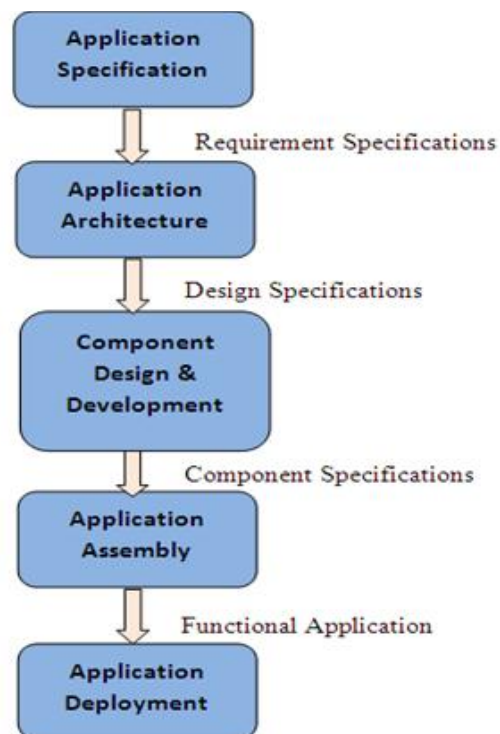 Application
Specification
Requirement Specifications
Application
Architecture
Design Specifications
Component
Design &
Development
Component Specifications
Application
Assembly
Functional Application
Application
Deployment